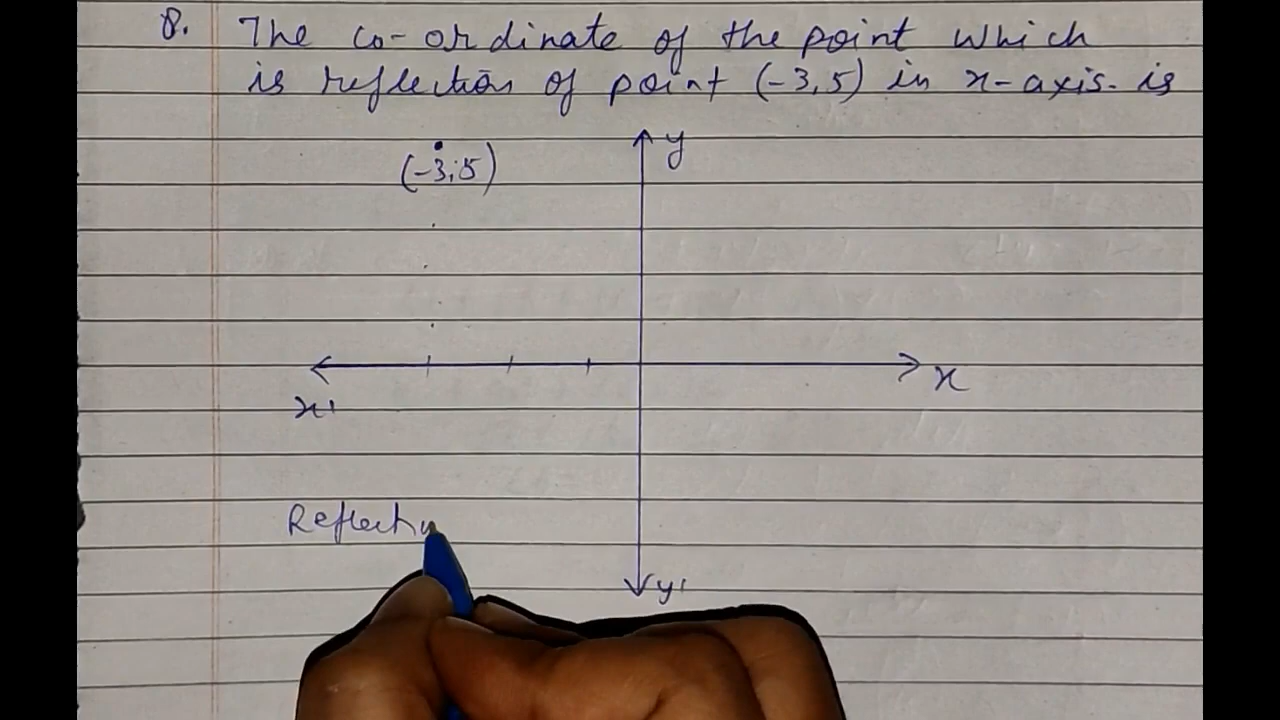 8. The co-ordinate of the point which
is reflection of point (-3,5) in x-axis. is
y
(-3,5)
x
x'
Reflecti
y'